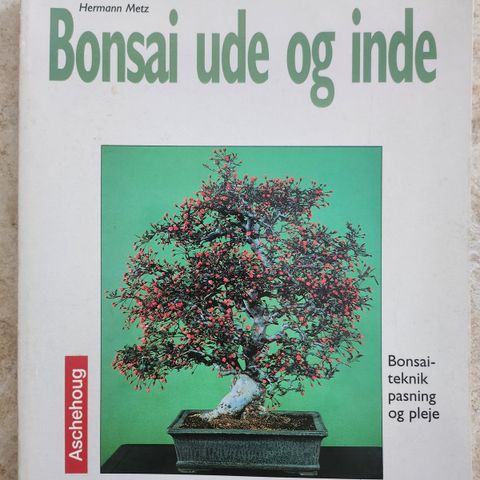 Hermann Metz
Bonsai ude og inde
Bonsai-
teknik
pasning
og pleje
Aschehoug